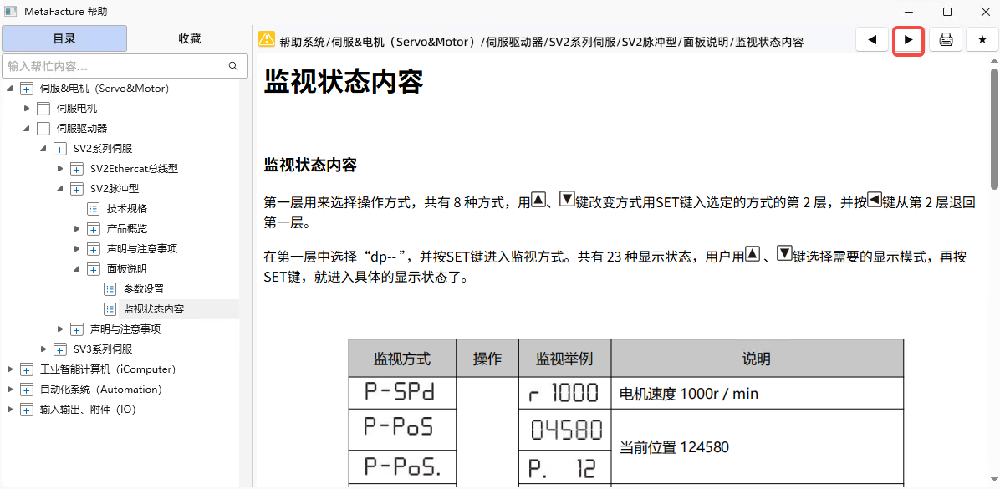 MetaFacture 帮助
目录
收藏
输入帮忙内容...
伺服&电机（Servo&Motor）
伺服电机
伺服驱动器
SV2系列伺服
SV2Ethercat总线型
SV2脉冲型
技术规格
产品概览
声明与注意事项
面板说明
参数设置
监视状态内容
声明与注意事项
SV3系列伺服
工业智能计算机（iComputer）
自动化系统（Automation）
输入输出、附件（IO）
帮助系统/伺服&电机（Servo&Motor）/伺服驱动器/SV2系列伺服/SV2脉冲型/面板说明/监视状态内容
监视状态内容
监视状态内容
第一层用来选择操作方式，共有 8 种方式，用▲、▼键改变方式用SET键入选定的方式的第 2 层，并按◀键从第 2 层退回
第一层。
在第一层中选择“dp-- ”，并按SET键进入监视方式。共有 23 种显示状态，用户用▲、▼键选择需要的显示模式，再按
SET键，就进入具体的显示状态了。
监视方式 操作 监视举例 说明
P-SPd r 1000 电机速度 1000r / min
P-PoS 04580 当前位置 124580
P-PoS. P. 12